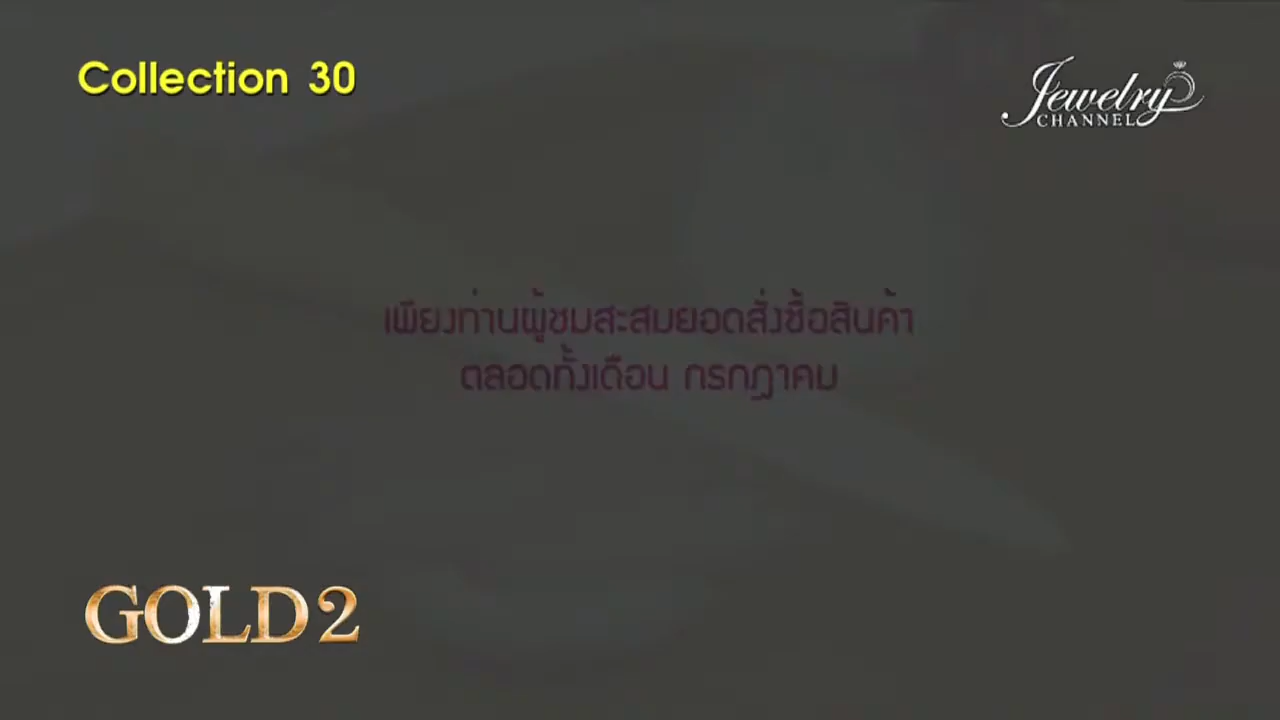 Collection 30
Jewelry
CHANNEL
เพียงท่านผู้ชมสะสมยอดสั่งซื้อสินค้า
ตลอดทั้งเดือน กรกฎาคม
GOLD2